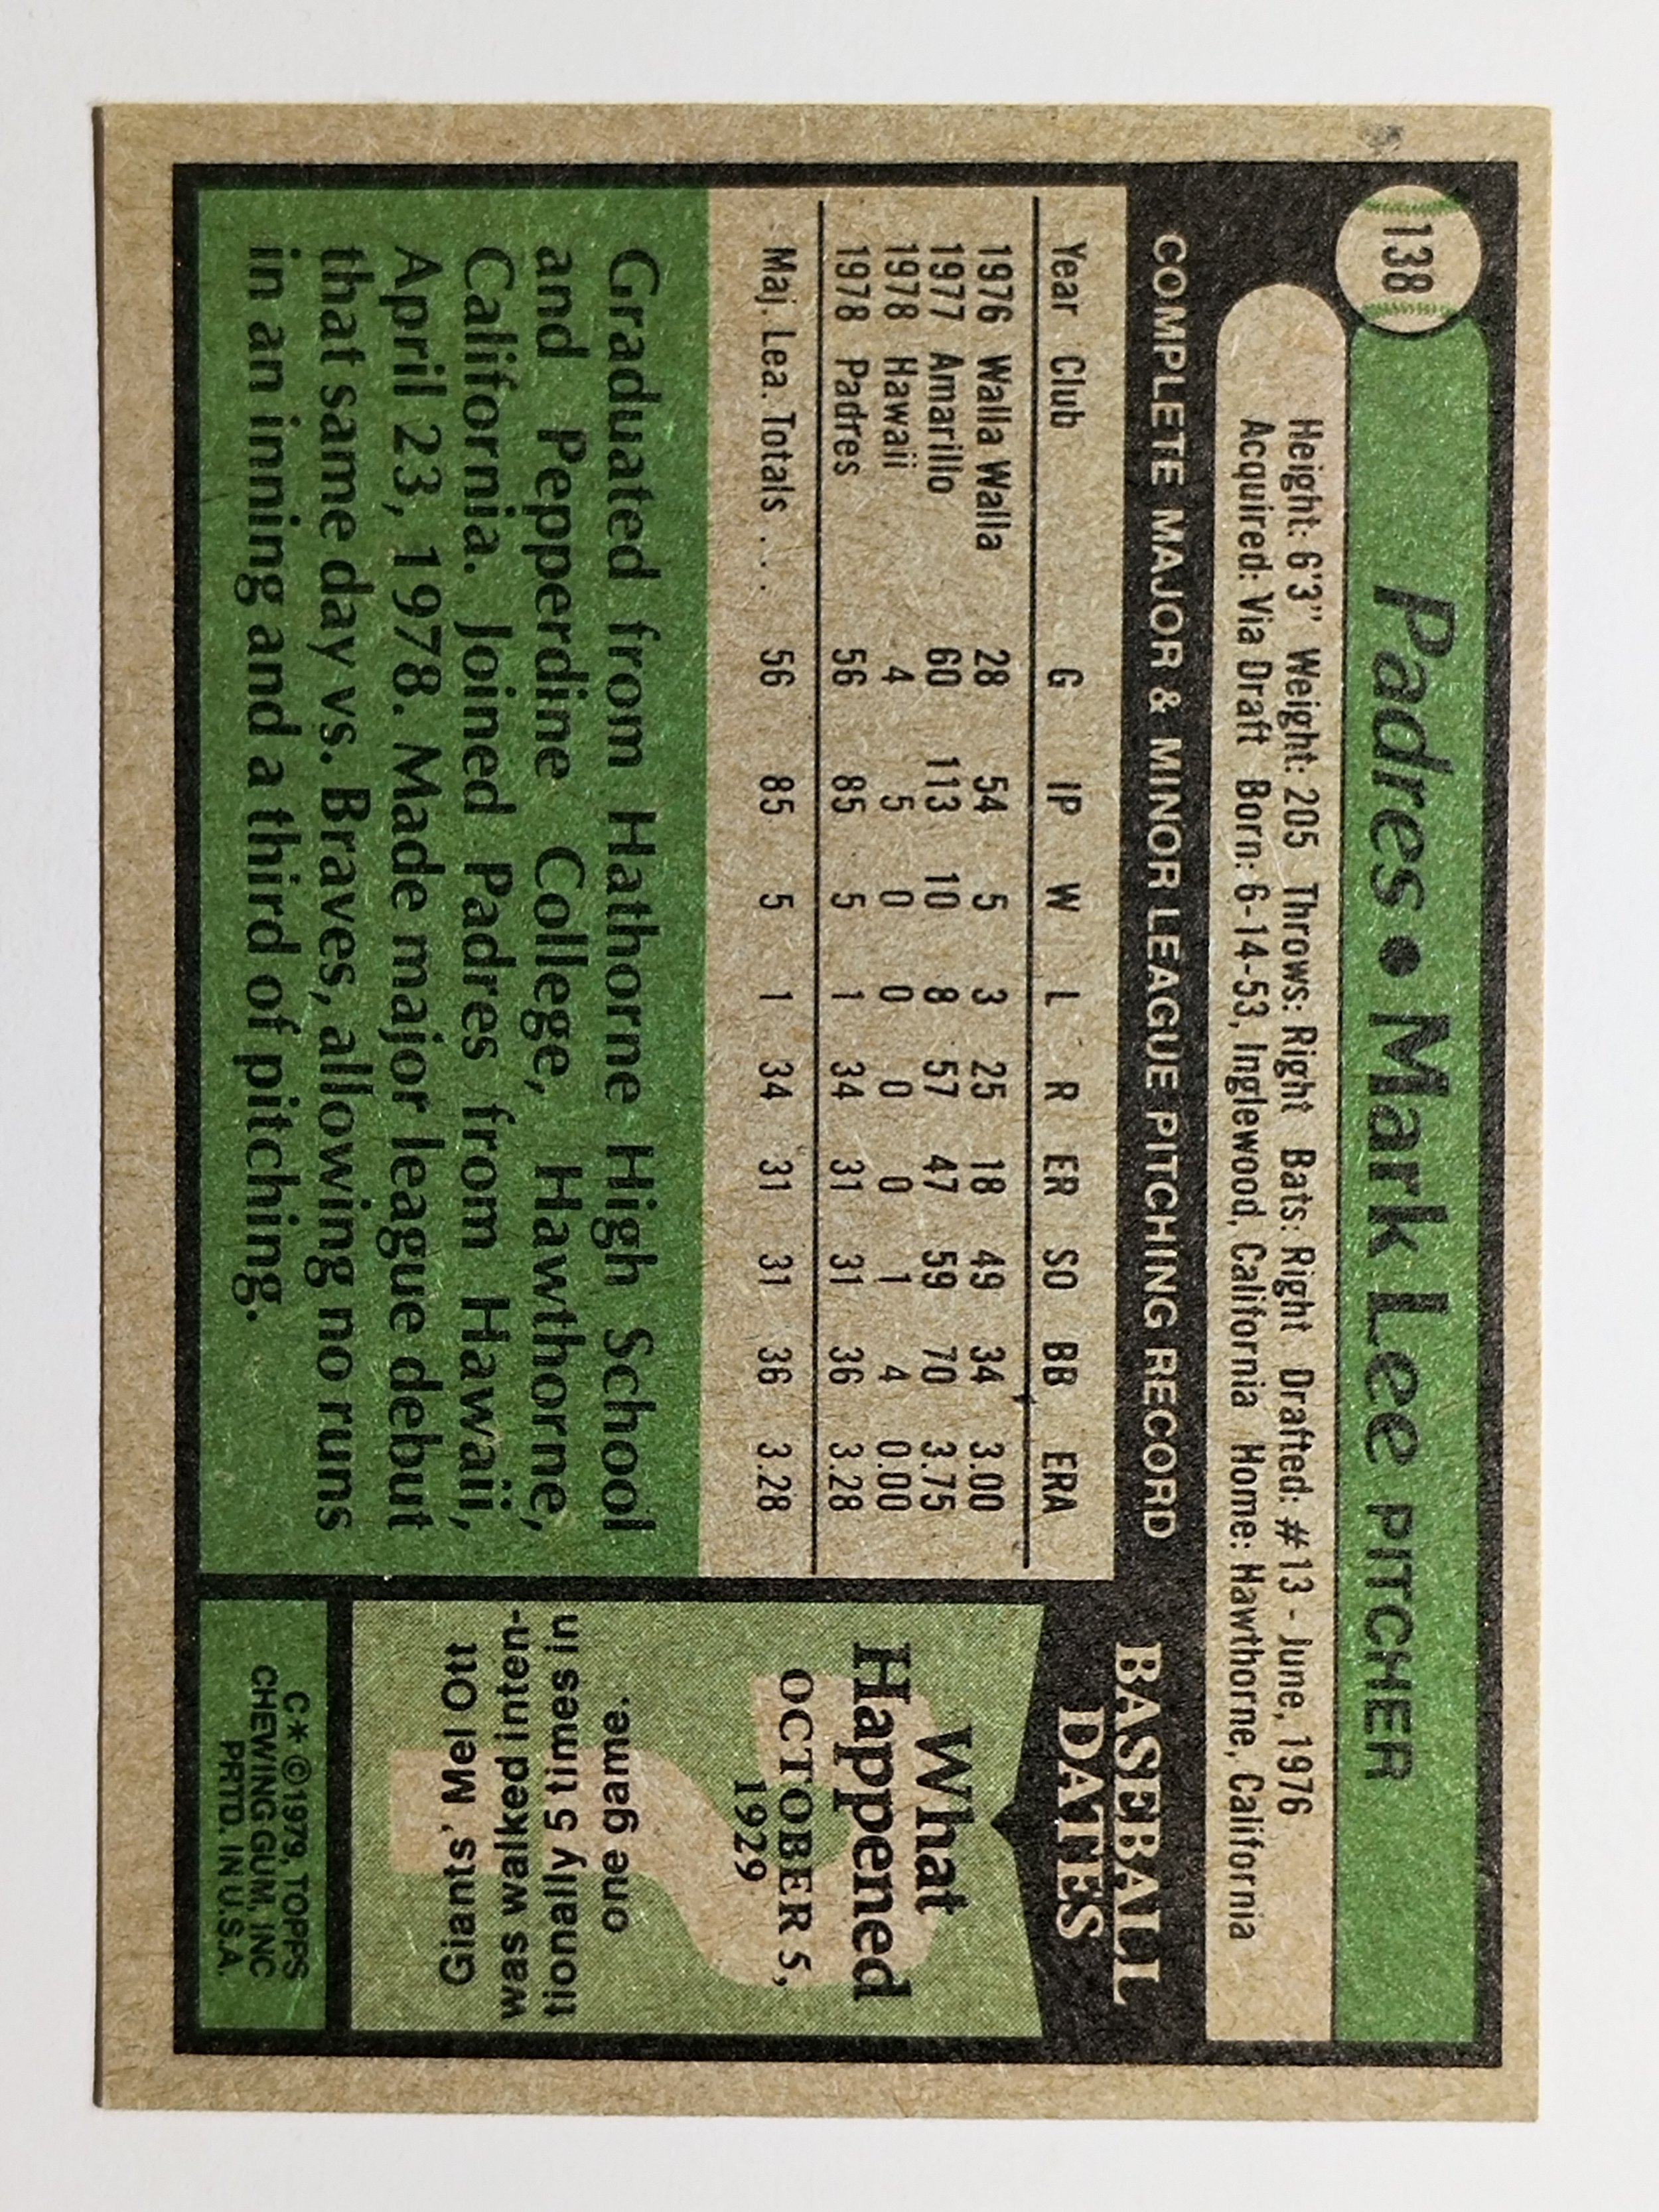 138
Padres • Mark Lee PITCHER
Height: 6'3" Weight: 205 Throws: Right Bats: Right Drafted: #13 - June, 1976
Acquired: Via Draft Born: 6-14-53, Inglewood, California Home: Hawthorne, California
COMPLETE MAJOR & MINOR LEAGUE PITCHING RECORD
Year Club G IP W L R ER SO BB ERA
1976 Walla Walla 28 54 5 3 25 18 49 34 3.00
1977 Amarillo 60 113 10 8 57 47 59 70 3.75
1978 Hawaii 4 5 0 0 0 0 1 4 0.00
1978 Padres 56 85 5 1 34 31 31 36 3.28
Maj. Lea. Totals . . . 56 85 5 1 34 31 31 36 3.28
Graduated from Hathorne High School
and Pepperdine College, Hawthorne,
California. Joined Padres from Hawaii,
April 23, 1978. Made major league debut
that same day vs. Braves, allowing no runs
in an inning and a third of pitching.
BASEBALL
DATES
What
Happened
OCTOBER 5,
1929
Giants' Mel Ott
was walked inten-
tionally 5 times in
one game.
C* ©1979, TOPPS
CHEWING GUM, INC
PRTD. IN U.S.A.